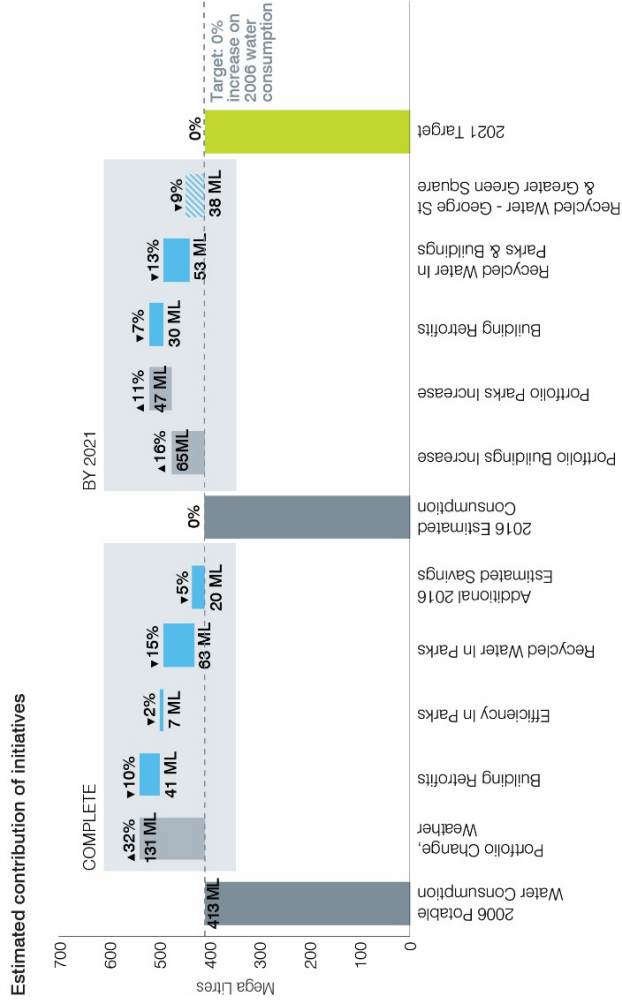 Estimated contribution of initiatives
Mega Litres
700
600
500
400
300
200
100
0
COMPLETE
BY 2021
413 ML
▲32%
131 ML
▼10%
41 ML
▼2%
7 ML
▼15%
63 ML
▼5%
20 ML
0%
▲16%
65ML
▲11%
47 ML
▼7%
30 ML
▼13%
53 ML
▼9%
38 ML
0%
Target: 0%
increase on
2006 water
consumption
2006 Potable
Water Consumption
Portfolio Change,
Weather
Building Retrofits
Efficiency In Parks
Recycled Water In Parks
Additional 2016
Estimated Savings
2016 Estimated
Consumption
Portfolio Buildings Increase
Portfolio Parks Increase
Building Retrofits
Recycled Water In
Parks & Buildings
Recycled Water - George St
& Greater Green Square
2021 Target